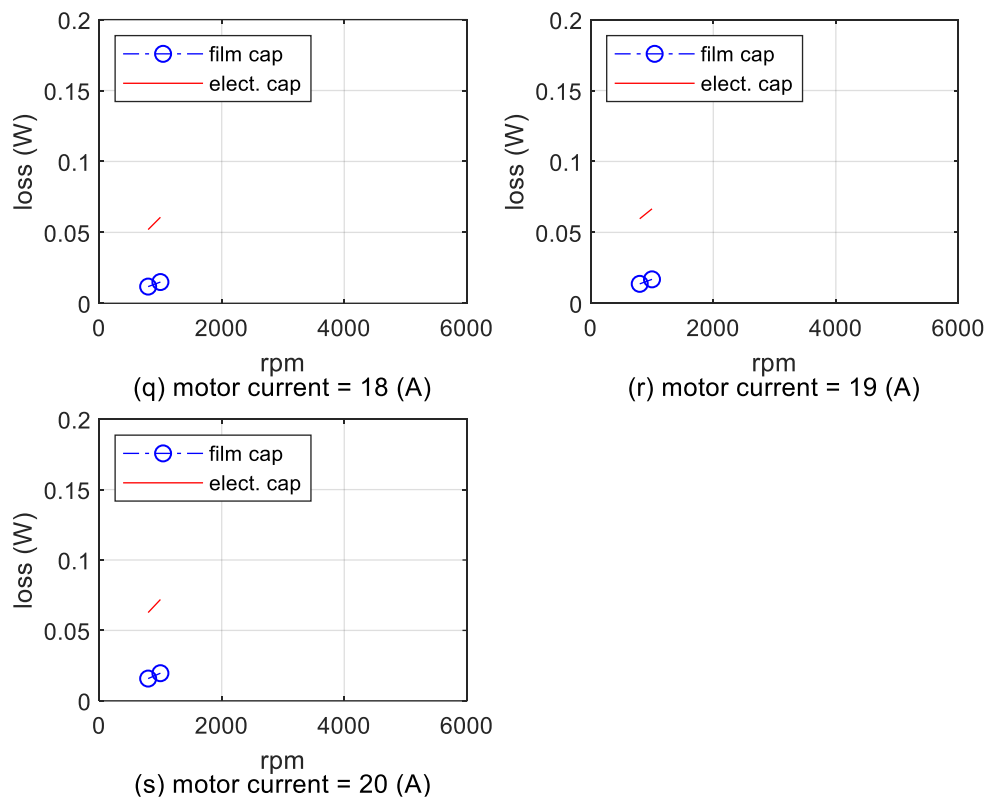 0.2
0.15
0.1
0.05
0
loss (W)
film cap
elect. cap
0 2000 4000 6000
rpm
(q) motor current = 18 (A)
0.2
0.15
0.1
0.05
0
loss (W)
film cap
elect. cap
0 2000 4000 6000
rpm
(r) motor current = 19 (A)
0.2
0.15
0.1
0.05
0
loss (W)
film cap
elect. cap
0 2000 4000 6000
rpm
(s) motor current = 20 (A)